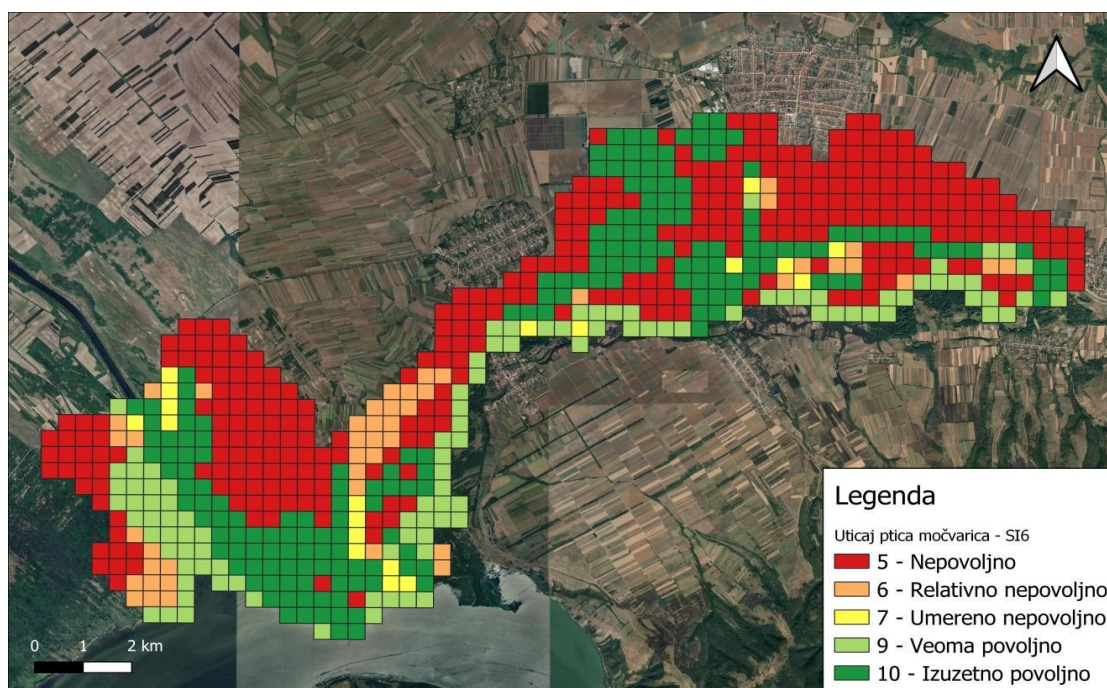 Legenda
Uticaj ptica močvarica - SI6
5 - Nepovoljno
6 - Relativno nepovoljno
7 - Umereno nepovoljno
9 - Veoma povoljno
10 - Izuzetno povoljno
0 1 2 km